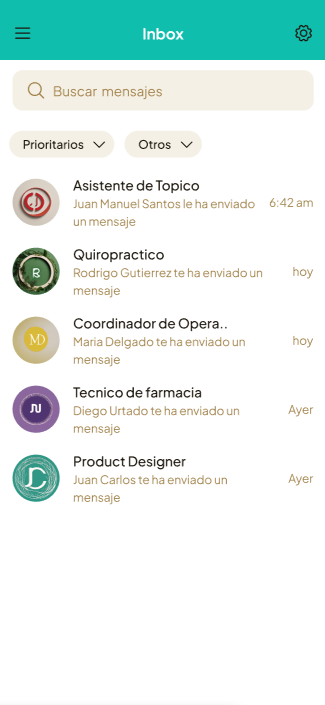 Inbox
Buscar mensajes
Prioritarios
Otros
Asistente de Topico
Juan Manuel Santos le ha enviado
un mensaje
6:42 am
Quiropractico
Rodrigo Gutierrez te ha enviado un
mensaje
hoy
MD
Coordinador de Opera..
Maria Delgado te ha enviado un
mensaje
hoy
Tecnico de farmacia
Diego Urtado te ha enviado un
mensaje
Ayer
Product Designer
Juan Carlos te ha enviado un
mensaje
Ayer